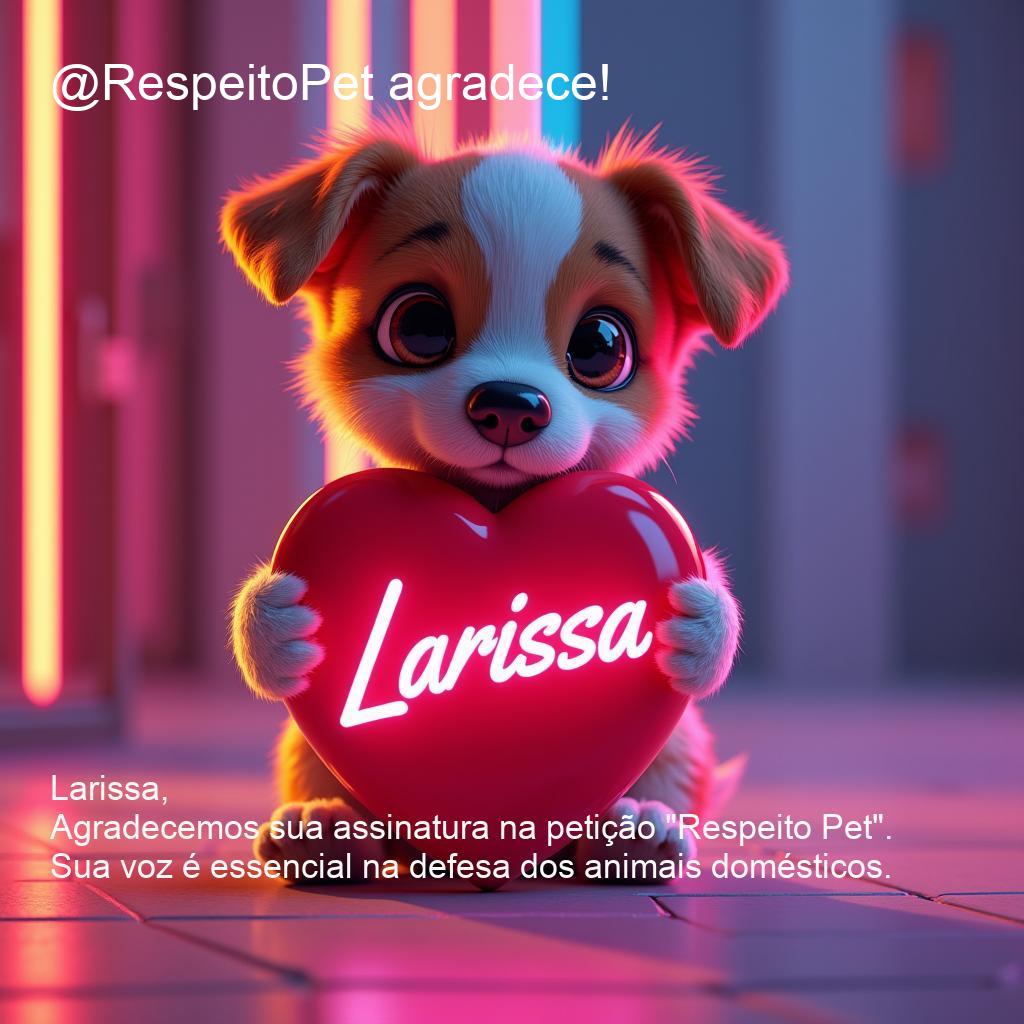 @RespeitoPet agradece!
Larissa
Larissa,
Agradecemos sua assinatura na petição "Respeito Pet".
Sua voz é essencial na defesa dos animais domésticos.